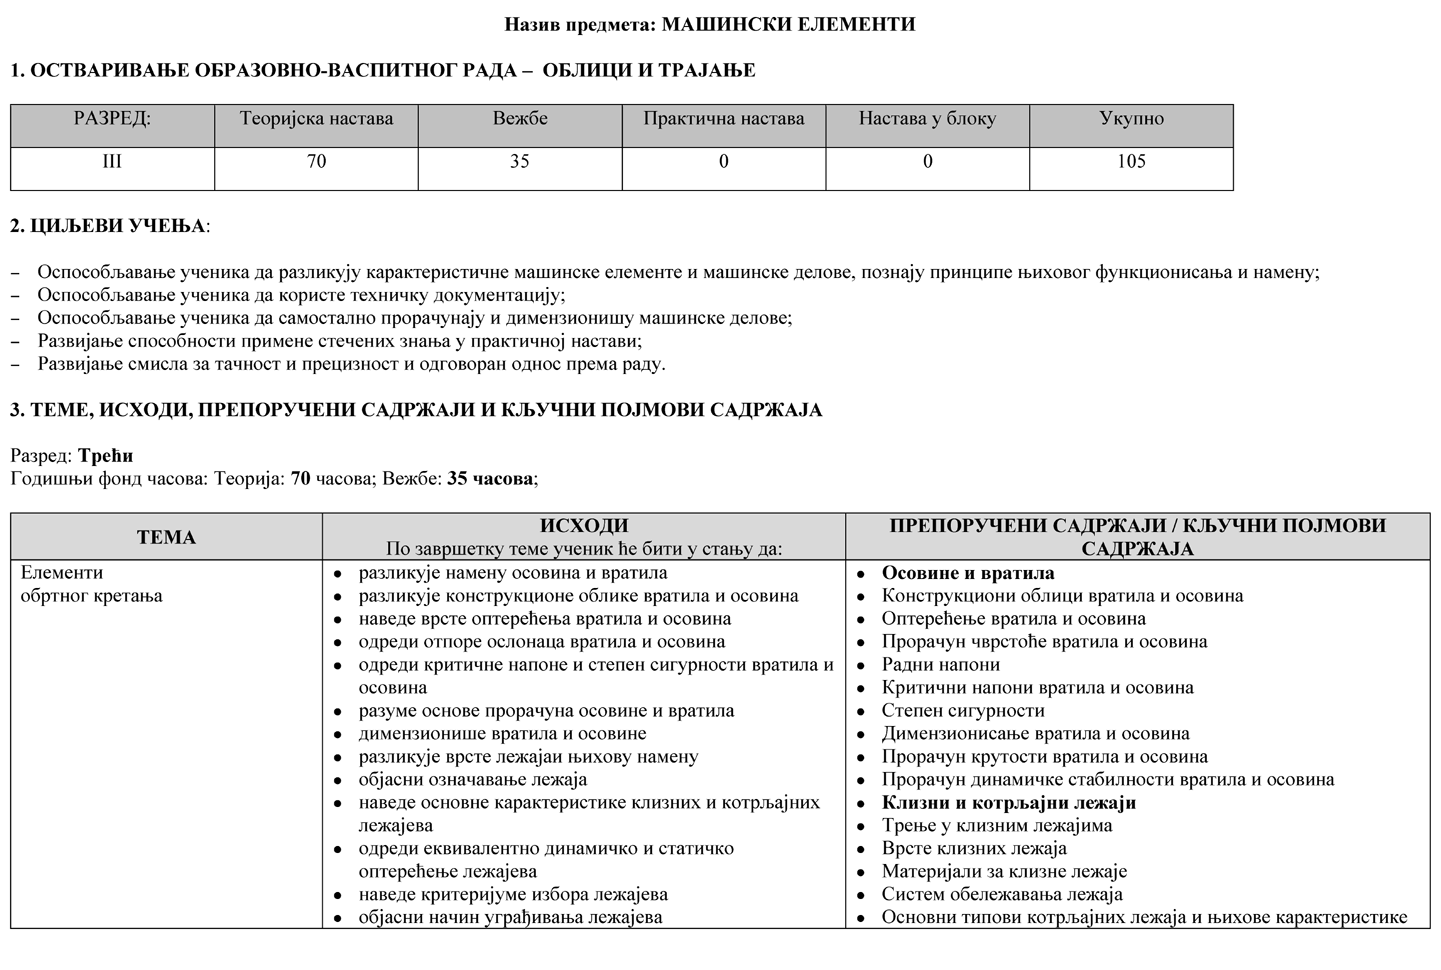 Назив предмета: МАШИНСКИ ЕЛЕМЕНТИ
1. ОСТВАРИВАЊЕ ОБРАЗОВНО-ВАСПИТНОГ РАДА – ОБЛИЦИ И ТРАЈАЊЕ
РАЗРЕД: Теоријска настава Вежбе Практична настава Настава у блоку Укупно
III 70 35 0 0 105
2. ЦИЉЕВИ УЧЕЊА:
– Оспособљавање ученика да разликују карактеристичне машинске елементе и машинске делове, познају принципе њиховог функционисања и намену;
– Оспособљавање ученика да користе техничку документацију;
– Оспособљавање ученика да самостално прорачунају и димензионишу машинске делове;
– Развијање способности примене стечених знања у практичној настави;
– Развијање смисла за тачност и прецизност и одговоран однос према раду.
3. ТЕМЕ, ИСХОДИ, ПРЕПОРУЧЕНИ САДРЖАЈИ И КЉУЧНИ ПОЈМОВИ САДРЖАЈА
Разред: Трећи
Годишњи фонд часова: Теорија: 70 часова; Вежбе: 35 часова;
ТЕМА
ИСХОДИ
По завршетку теме ученик ће бити у стању да:
ПРЕПОРУЧЕНИ САДРЖАЈИ / КЉУЧНИ ПОЈМОВИ
САДРЖАЈА
Елементи
обртног кретања
• разликује намену осовина и вратила
• разликује конструкционе облике вратила и осовина
• наведе врсте оптерећења вратила и осовина
• одреди отпоре ослонаца вратила и осовина
• одреди критичне напоне и степен сигурности вратила и
осовина
• разуме основе прорачуна осовине и вратила
• димензионише вратила и осовине
• разликује врсте лежајаи њихову намену
• објасни означавање лежаја
• наведе основне карактеристике клизних и котрљајних
лежајева
• одреди еквивалентно динамичко и статичко
оптерећење лежајева
• наведе критеријуме избора лежајева
• објасни начин уграђивања лежајева
• Осовине и вратила
• Конструкциони облици вратила и осовина
• Оптерећење вратила и осовина
• Прорачун чврстоће вратила и осовина
• Радни напони
• Критични напони вратила и осовина
• Степен сигурности
• Димензионисање вратила и осовина
• Прорачун крутости вратила и осовина
• Прорачун динамичке стабилности вратила и осовина
• Клизни и котрљајни лежаји
• Трење у клизним лежајима
• Врсте клизних лежаја
• Материјали за клизне лежаје
• Систем обележавања лежаја
• Основни типови котрљајних лежаја и њихове карактеристике